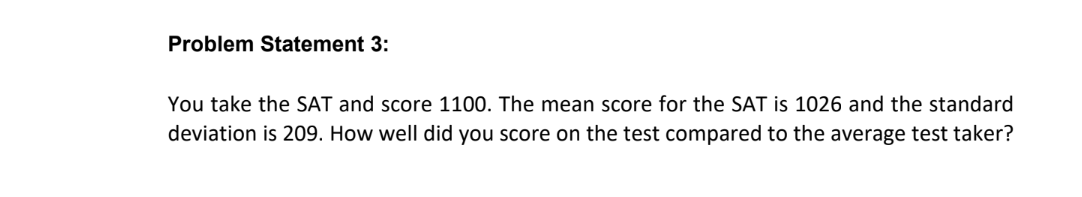 Problem Statement 3:
You take the SAT and score 1100. The mean score for the SAT is 1026 and the standard
deviation is 209. How well did you score on the test compared to the average test taker?